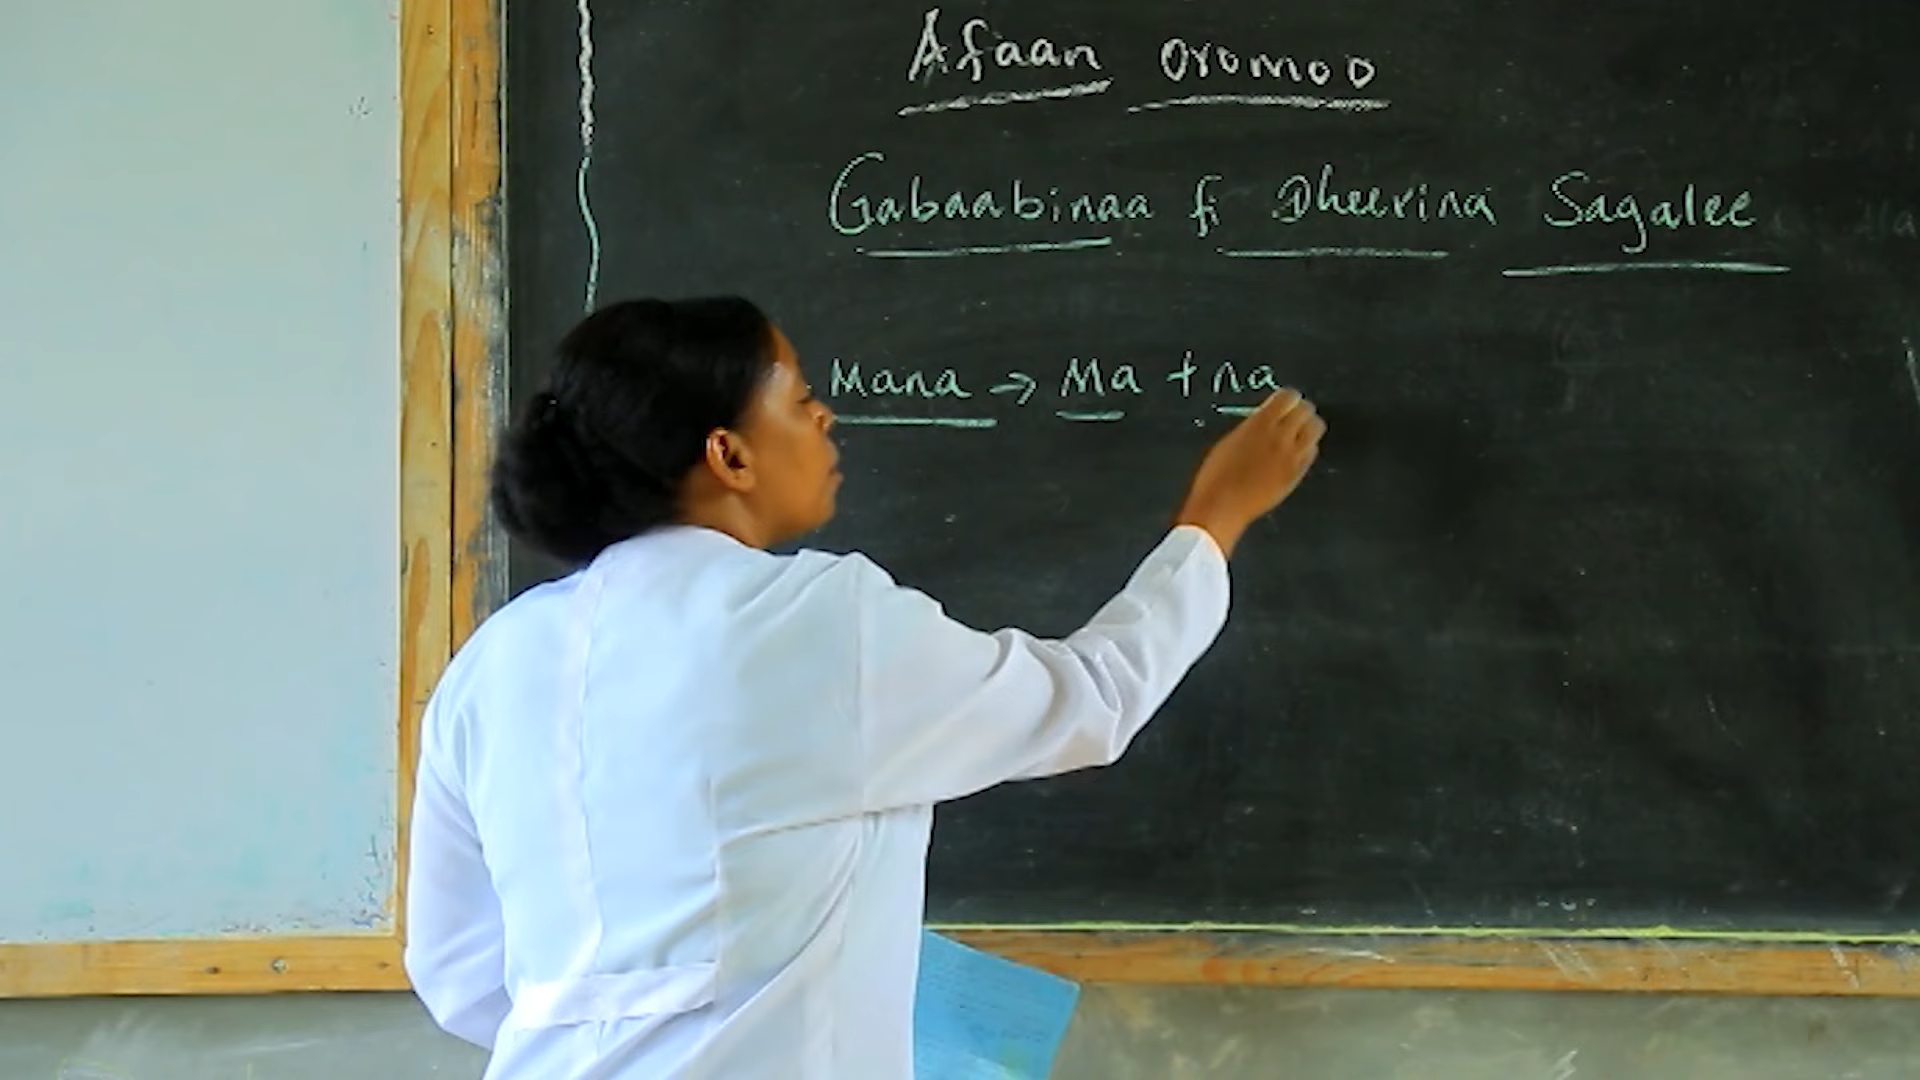 Afaan Oromoo
Gabaabinaa fi Dheerina Sagalee
Mana → Ma + na